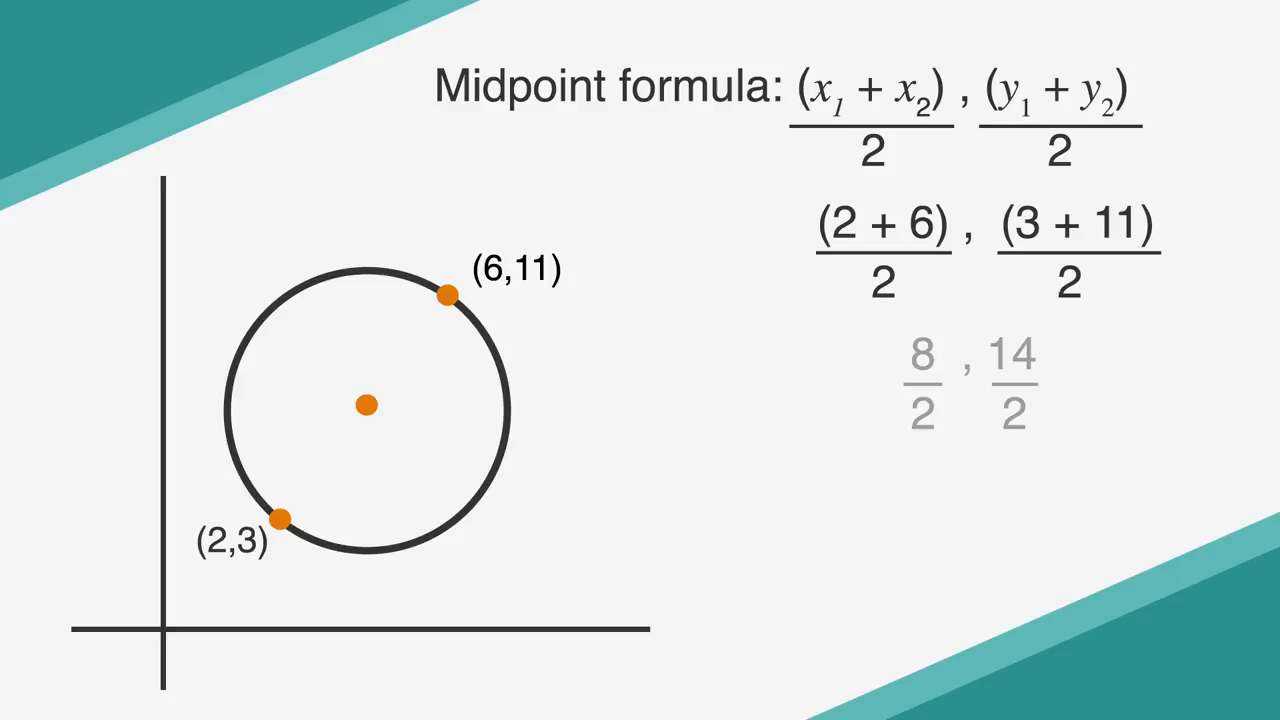 Midpoint formula: (x₁ + x₂) , (y₁ + y₂)
2 2
(2 + 6) , (3 + 11)
2 2
(6,11)
8 , 14
2 2
(2,3)